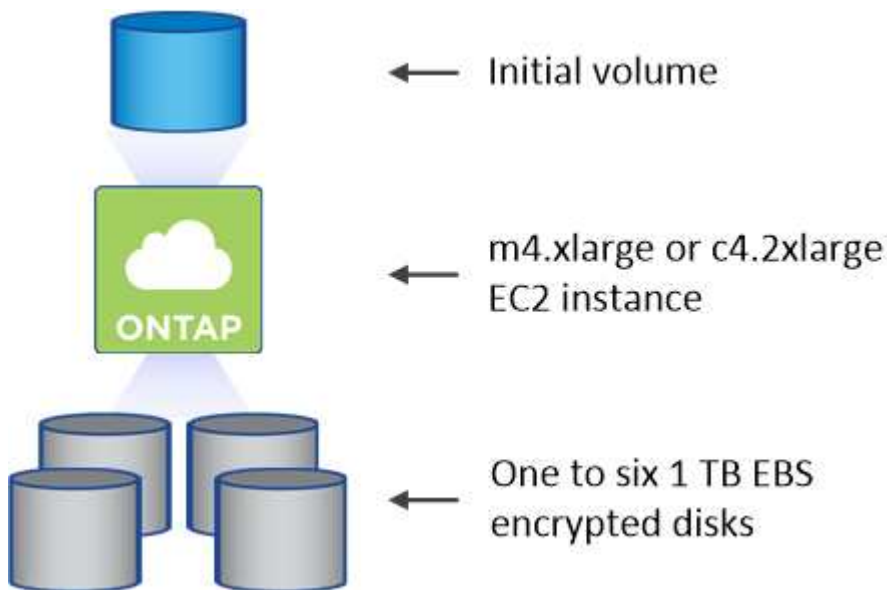 Initial volume
ONTAP
m4.xlarge or c4.2xlarge
EC2 instance
One to six 1 TB EBS
encrypted disks